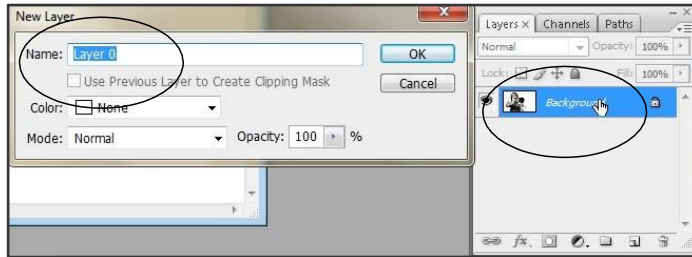 New Layer
Name: Layer 0
OK
Use Previous Layer to Create Clipping Mask
Cancel
Color: None
Mode: Normal Opacity: 100 %
Layers × Channels Paths
Normal Opacity: 100%
Lock: Fill: 100%
Background
fx.